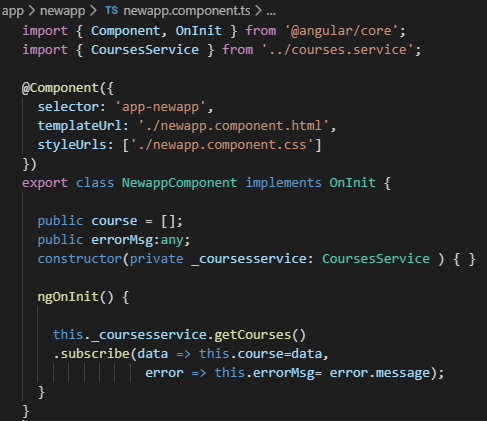 app > newapp > TS newapp.component.ts > ...
import { Component, OnInit } from '@angular/core';
import { CoursesService } from '../courses.service';

@Component({
  selector: 'app-newapp',
  templateUrl: './newapp.component.html',
  styleUrls: ['./newapp.component.css']
})
export class NewappComponent implements OnInit {

  public course = [];
  public errorMsg:any;
  constructor(private _coursesservice: CoursesService ) { }

  ngOnInit() {

    this._coursesservice.getCourses()
    .subscribe(data => this.course=data,
                error => this.errorMsg= error.message);
  }
}